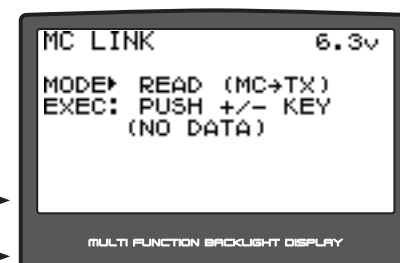 MC LINK 6.3v
MODE▶ READ (MC→TX)
EXEC: PUSH +/- KEY
(NO DATA)
MULTI FUNCTION BACKLIGHT DISPLAY